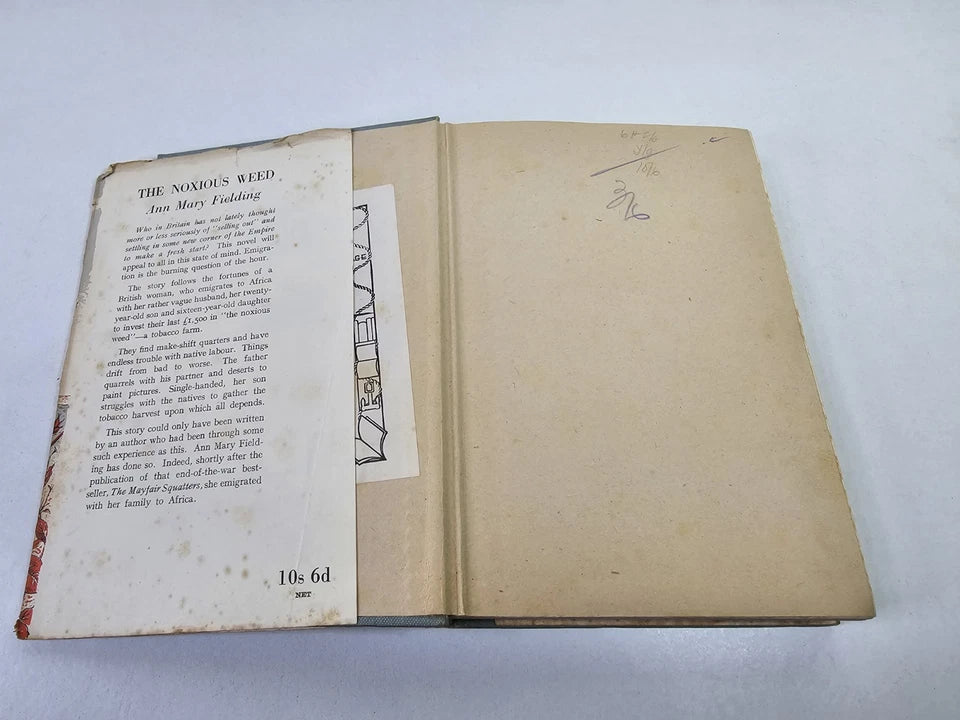 THE NOXIOUS WEED
Ann Mary Fielding
Who in Britain has not lately thought
more or less seriously of "selling out" and
settling in some new corner of the Empire
to make a fresh start? This novel will
appeal to all in this state of mind. Emigra-
tion is the burning question of the hour.
The story follows the fortunes of a
British woman, who emigrates to Africa
with her rather vague husband, her twenty-
year-old son and sixteen-year-old daughter
to invest their last £1,500 in "the noxious
weed"—a tobacco farm.
They find make-shift quarters and have
endless trouble with native labour. Things
drift from bad to worse. The father
quarrels with his partner and deserts to
paint pictures. Single-handed, her son
struggles with the natives to gather the
tobacco harvest upon which all depends.
This story could only have been written
by an author who had been through some
such experience as this. Ann Mary Field-
ing has done so. Indeed, shortly after the
publication of that end-of-the-war best-
seller, The Mayfair Squatters, she emigrated
with her family to Africa.
10s 6d
NET